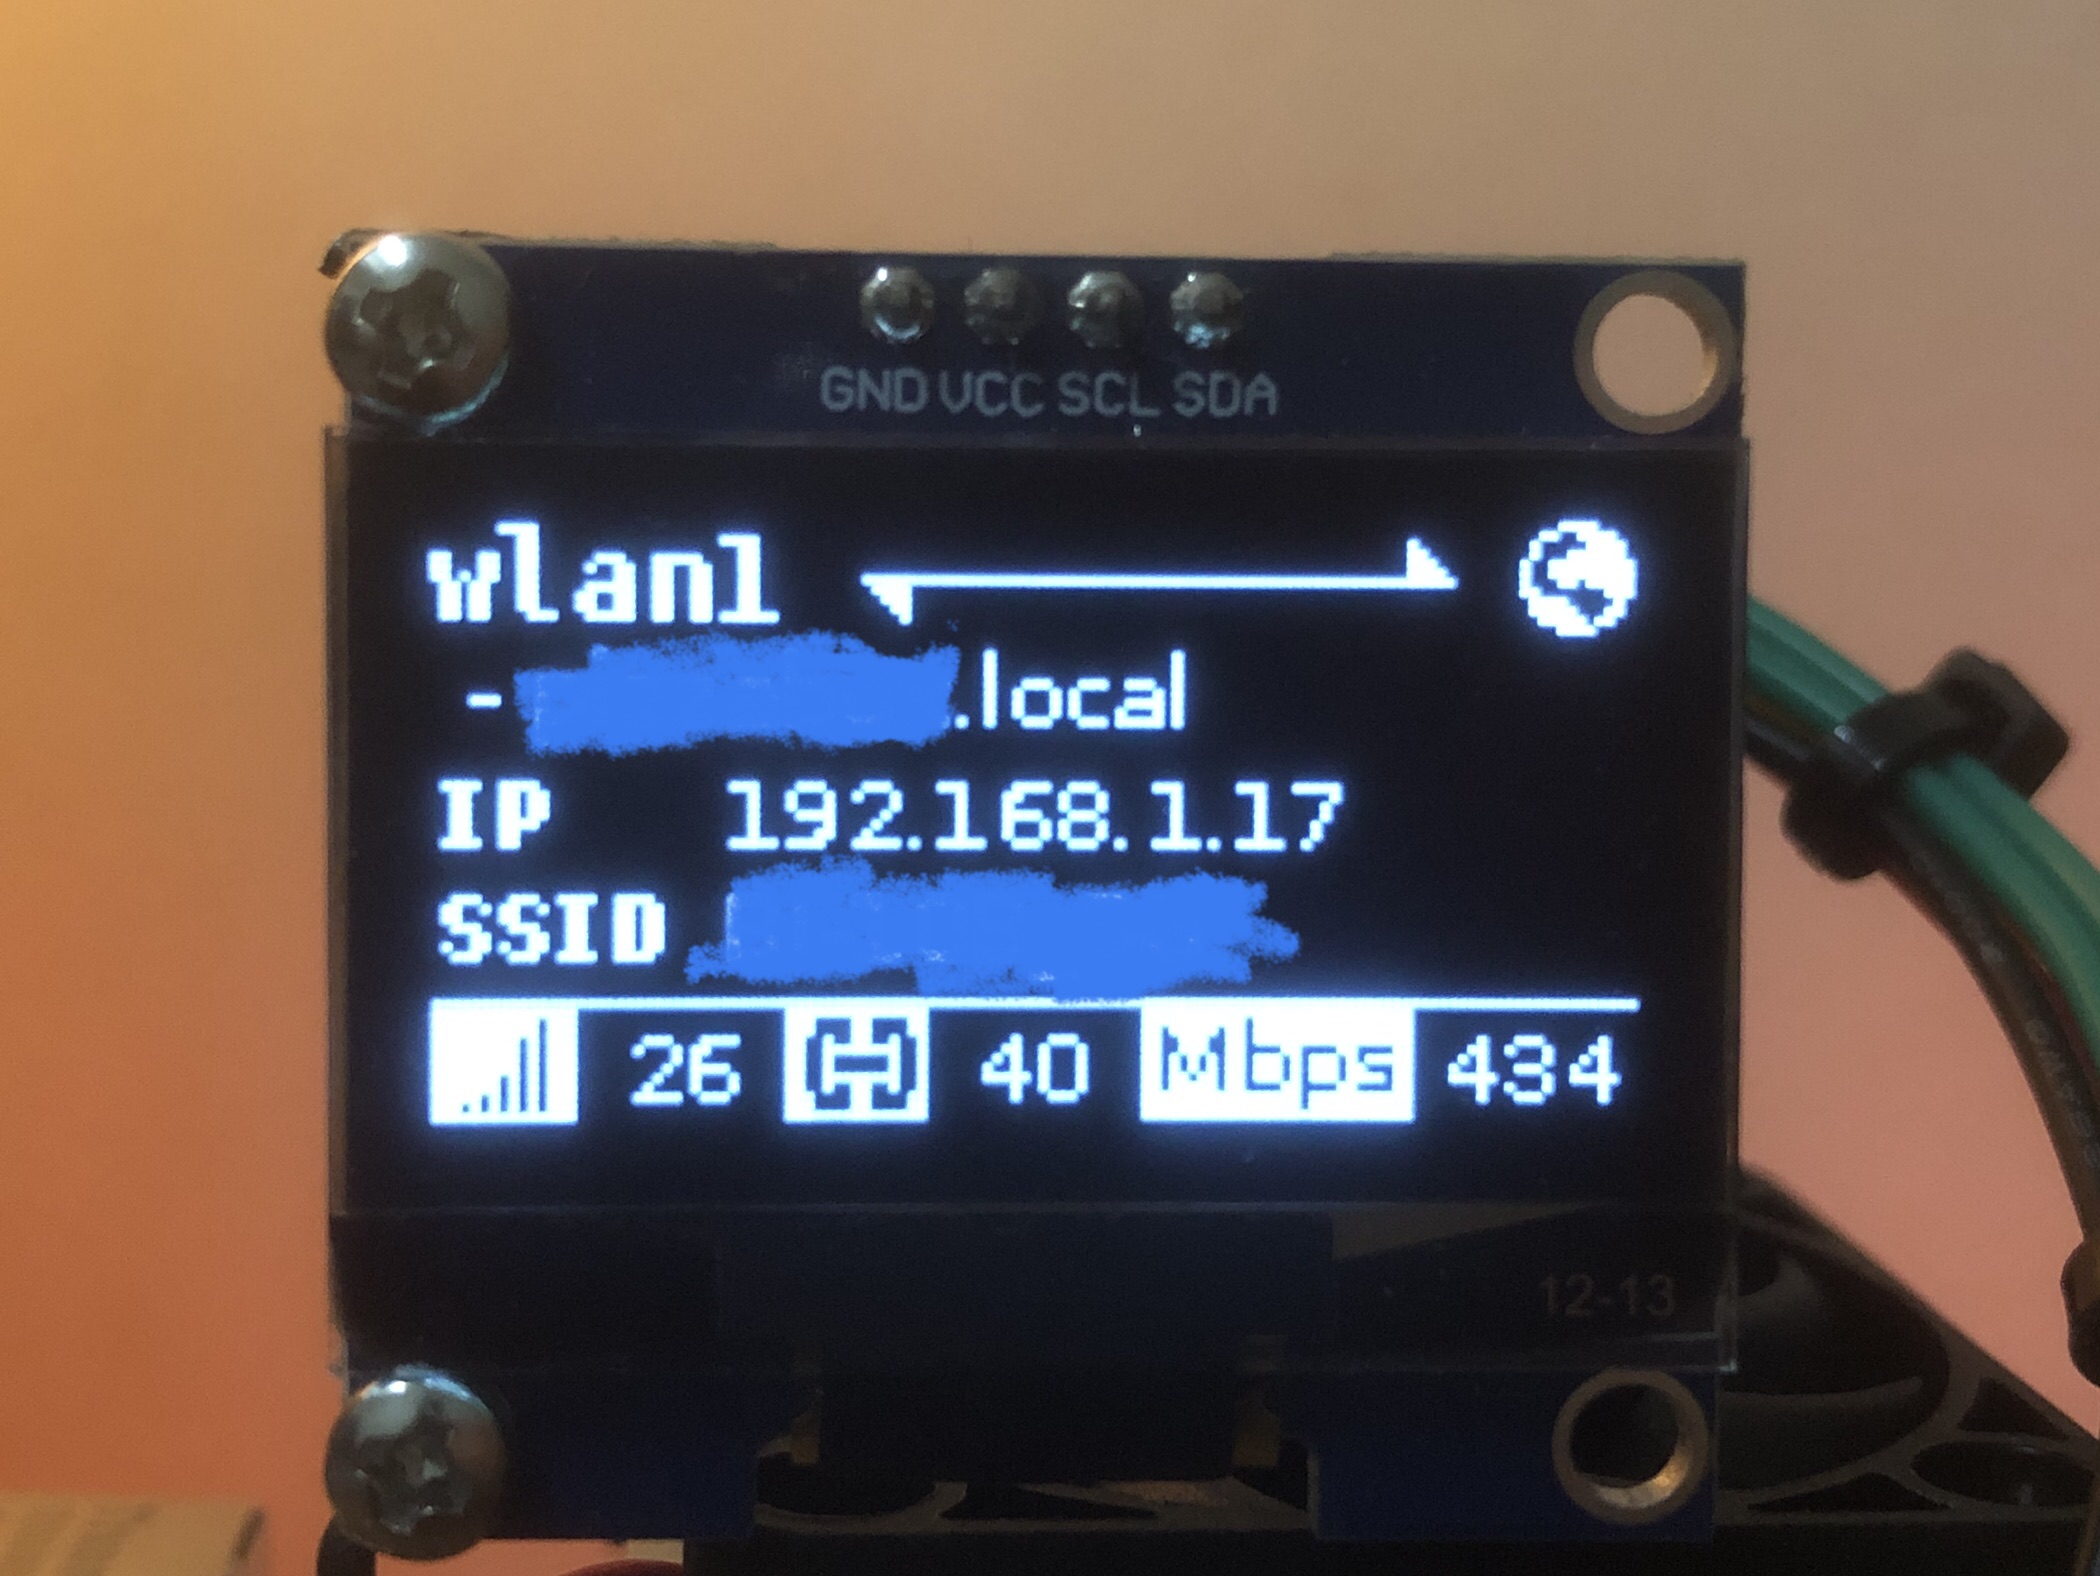 GND VCC SCL SDA
wlan1
- .local
IP 192.168.1.17
SSID
26 40 Mbps 434
12-13